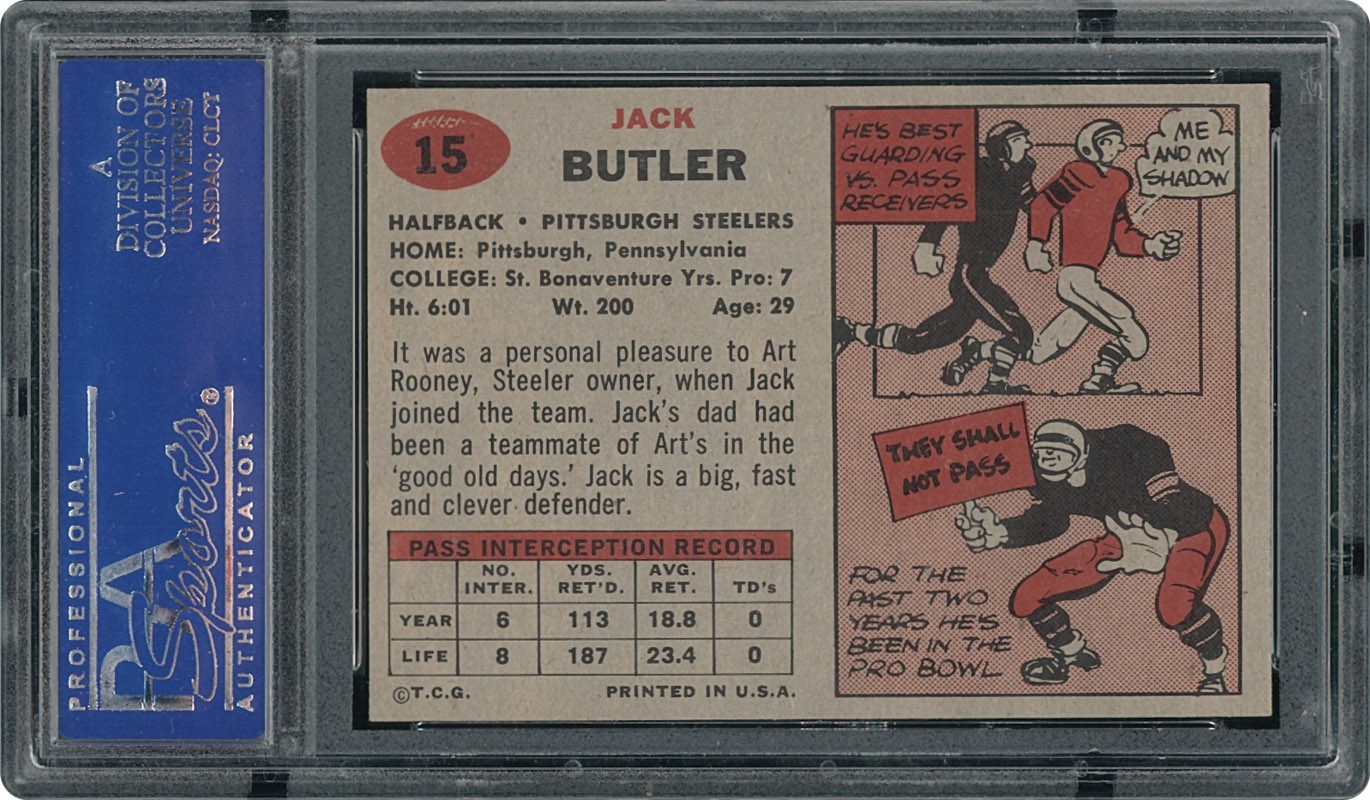 A
DIVISION OF
COLLECTORS
UNIVERSE
NASDAQ: CLCT
PROFESSIONAL
PSA
Sports®
AUTHENTICATOR
15
JACK
BUTLER
HALFBACK • PITTSBURGH STEELERS
HOME: Pittsburgh, Pennsylvania
COLLEGE: St. Bonaventure Yrs. Pro: 7
Ht. 6:01 Wt. 200 Age: 29
It was a personal pleasure to Art
Rooney, Steeler owner, when Jack
joined the team. Jack's dad had
been a teammate of Art's in the
'good old days.' Jack is a big, fast
and clever defender.
PASS INTERCEPTION RECORD
NO. YDS. AVG.
INTER. RET'D. RET. TD's
YEAR 6 113 18.8 0
LIFE 8 187 23.4 0
©T.C.G. PRINTED IN U.S.A.
HE'S BEST
GUARDING
VS. PASS
RECEIVERS
ME
AND MY
SHADOW
THEY SHALL
NOT PASS
FOR THE
PAST TWO
YEARS HE'S
BEEN IN THE
PRO BOWL